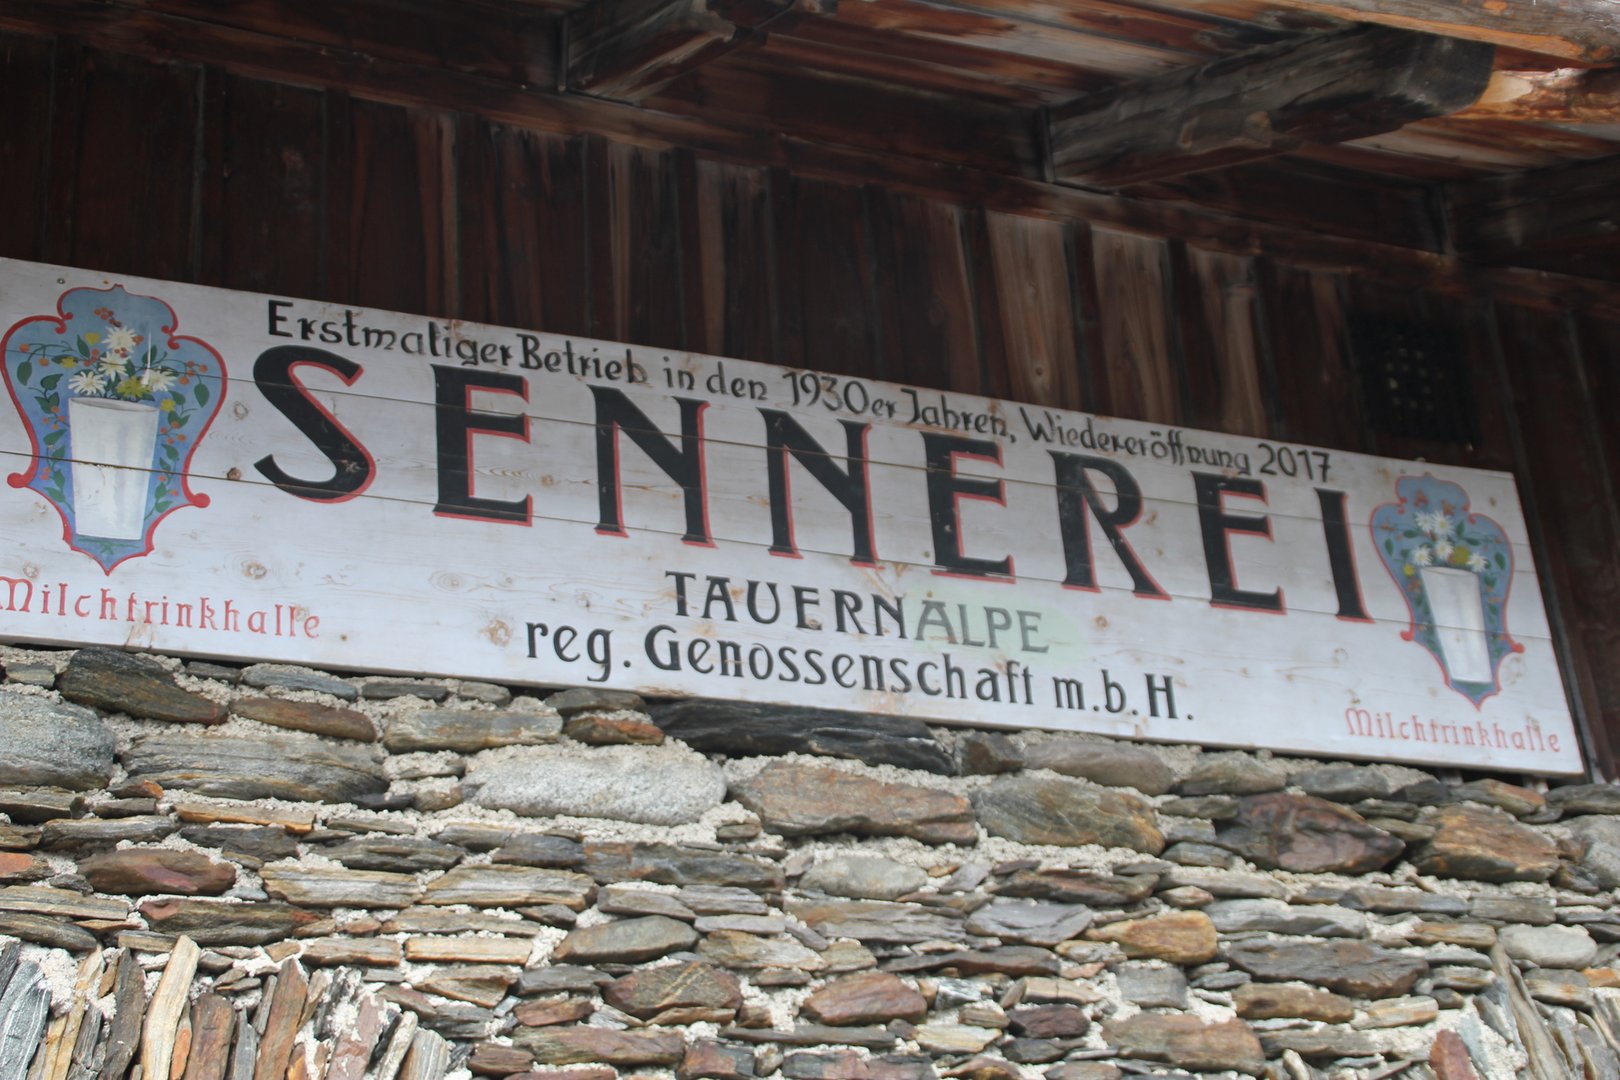 Erstmaliger Betrieb in den 1930er Jahren, Wiedereröffnung 2017
SENNEREI
TAUERNALPE
reg. Genossenschaft m.b.H.
Milchtrinkhalle
Milchtrinkhalle